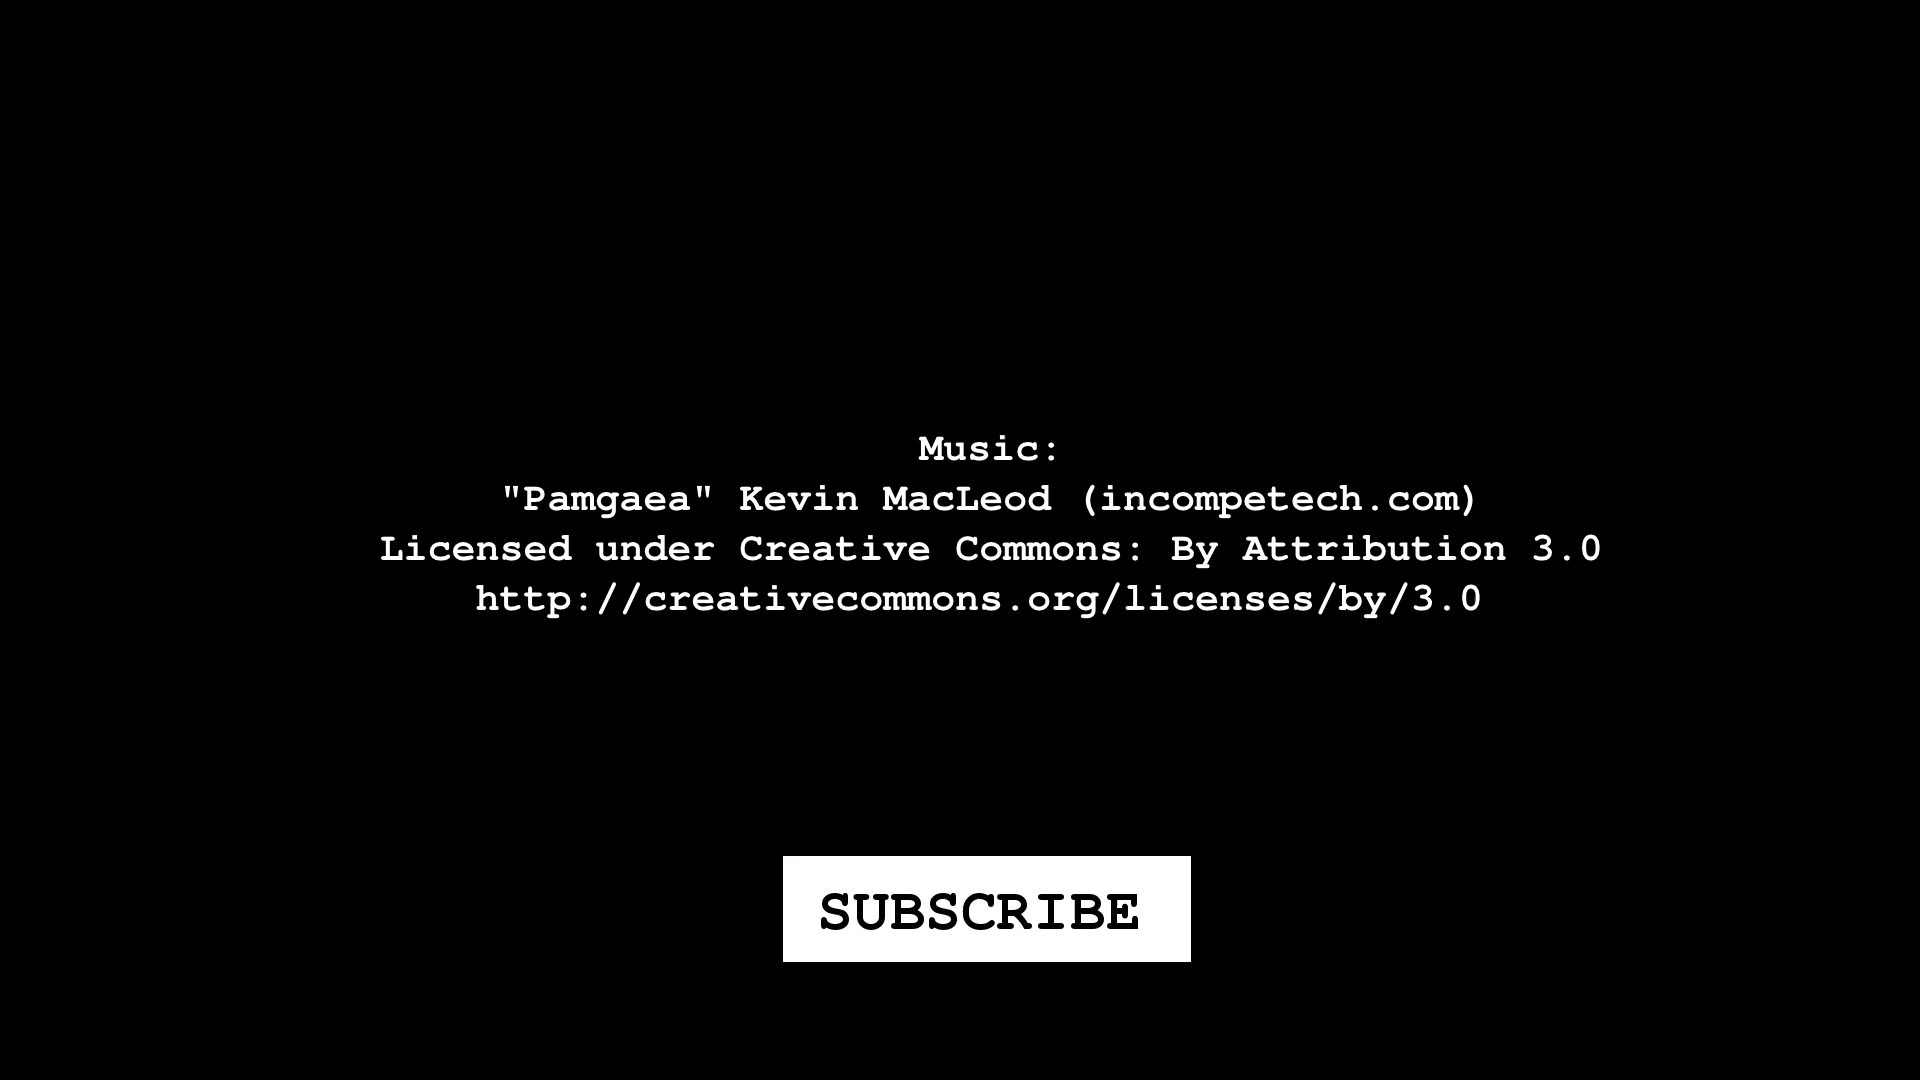 Music:
"Pamgaea" Kevin MacLeod (incompetech.com)
Licensed under Creative Commons: By Attribution 3.0
http://creativecommons.org/licenses/by/3.0
SUBSCRIBE